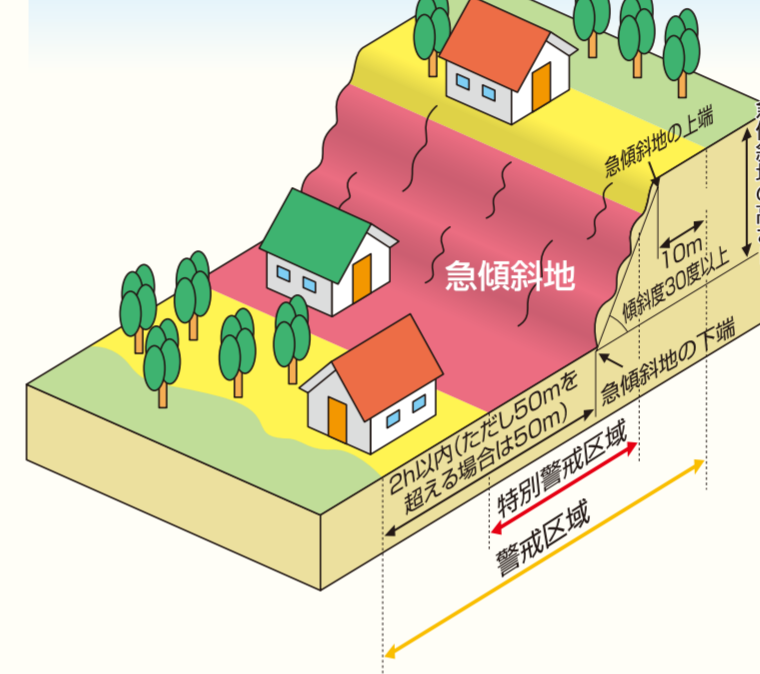 急傾斜地の上端
10m
傾斜度30度以上
急傾斜地
急傾斜地の下端
2h以内(ただし50mを
超える場合は50m)
特別警戒区域
警戒区域